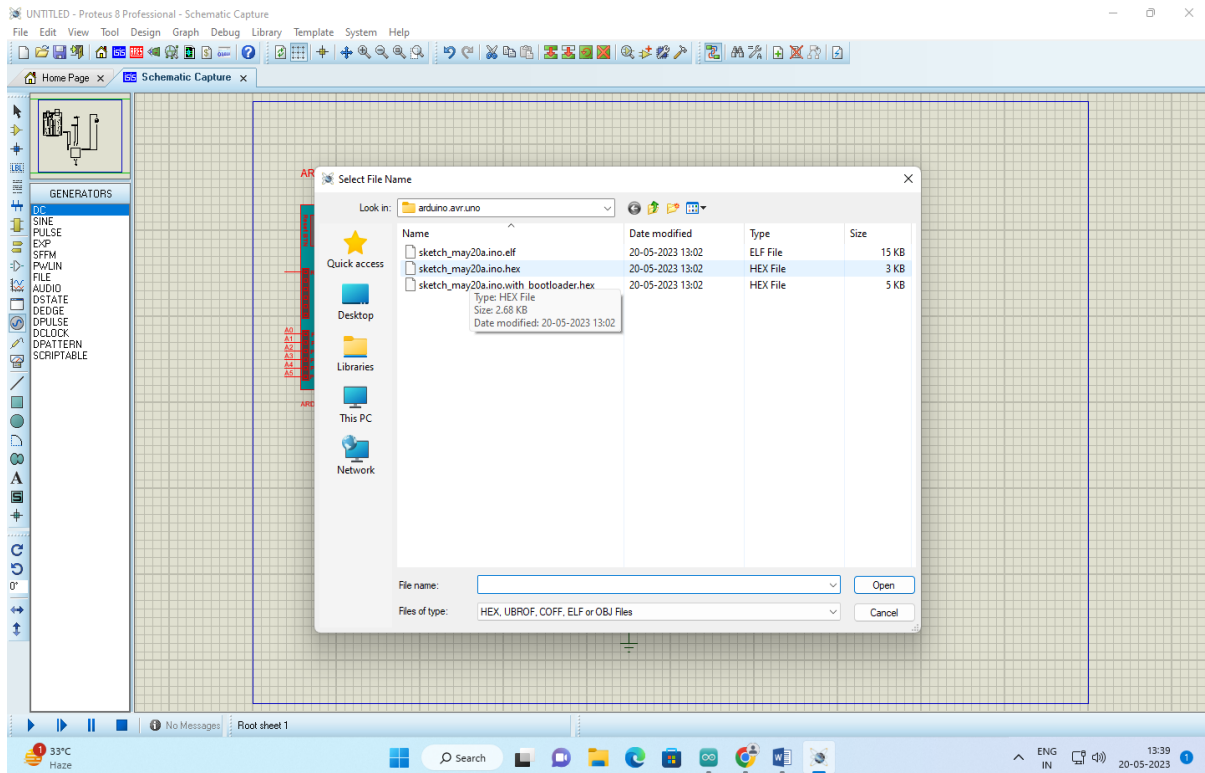 UNTITLED - Proteus 8 Professional - Schematic Capture
File Edit View Tool Design Graph Debug Library Template System Help
Home Page X Schematic Capture X
GENERATORS
DC
SINE
PULSE
EXP
SFFM
PWLIN
FILE
AUDIO
DSTATE
DEDGE
DPULSE
DCLOCK
DPATTERN
SCRIPTABLE
LBL
A
S
0°
AR
A0
A1
A2
A3
A4
A5
ARD
Select File Name
Look in: arduino.avr.uno
Quick access
Desktop
Libraries
This PC
Network
Name Date modified Type Size
sketch_may20a.ino.elf 20-05-2023 13:02 ELF File 15 KB
sketch_may20a.ino.hex 20-05-2023 13:02 HEX File 3 KB
sketch_may20a.ino.with_bootloader.hex 20-05-2023 13:02 HEX File 5 KB
Type: HEX File
Size: 2.68 KB
Date modified: 20-05-2023 13:02
File name: Open
Files of type: HEX, UBROF, COFF, ELF or OBJ Files Cancel
No Messages Root sheet 1
1 33°C
Haze
Search
ENG
IN
13:39
20-05-2023
1